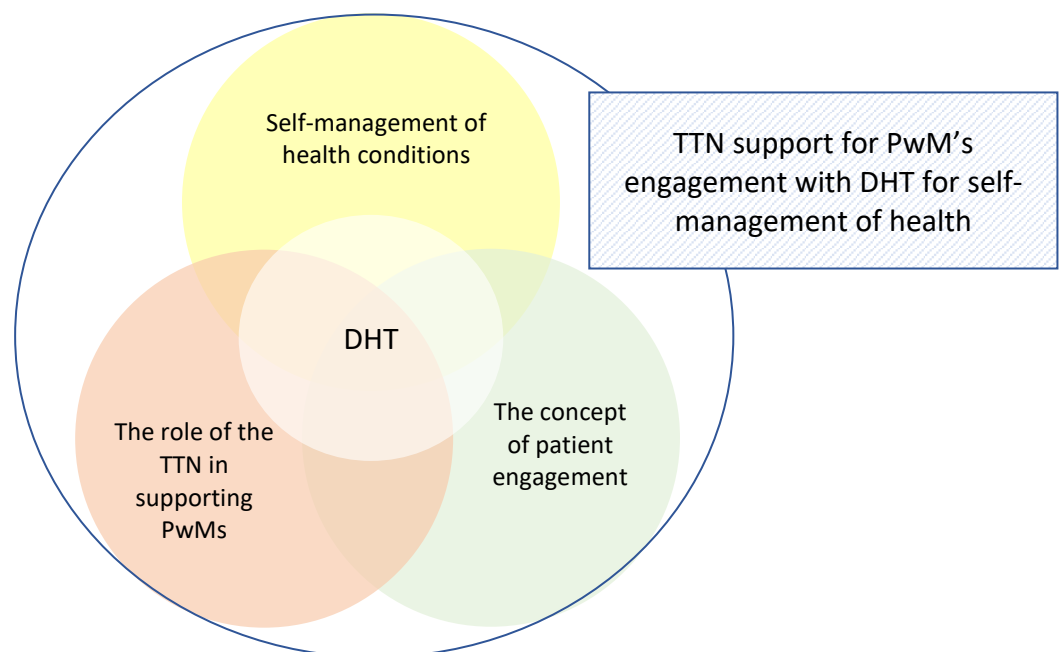 Self-management of
health conditions
TTN support for PwM’s
engagement with DHT for self-
management of health
DHT
The role of the
TTN in
supporting
PwMs
The concept
of patient
engagement